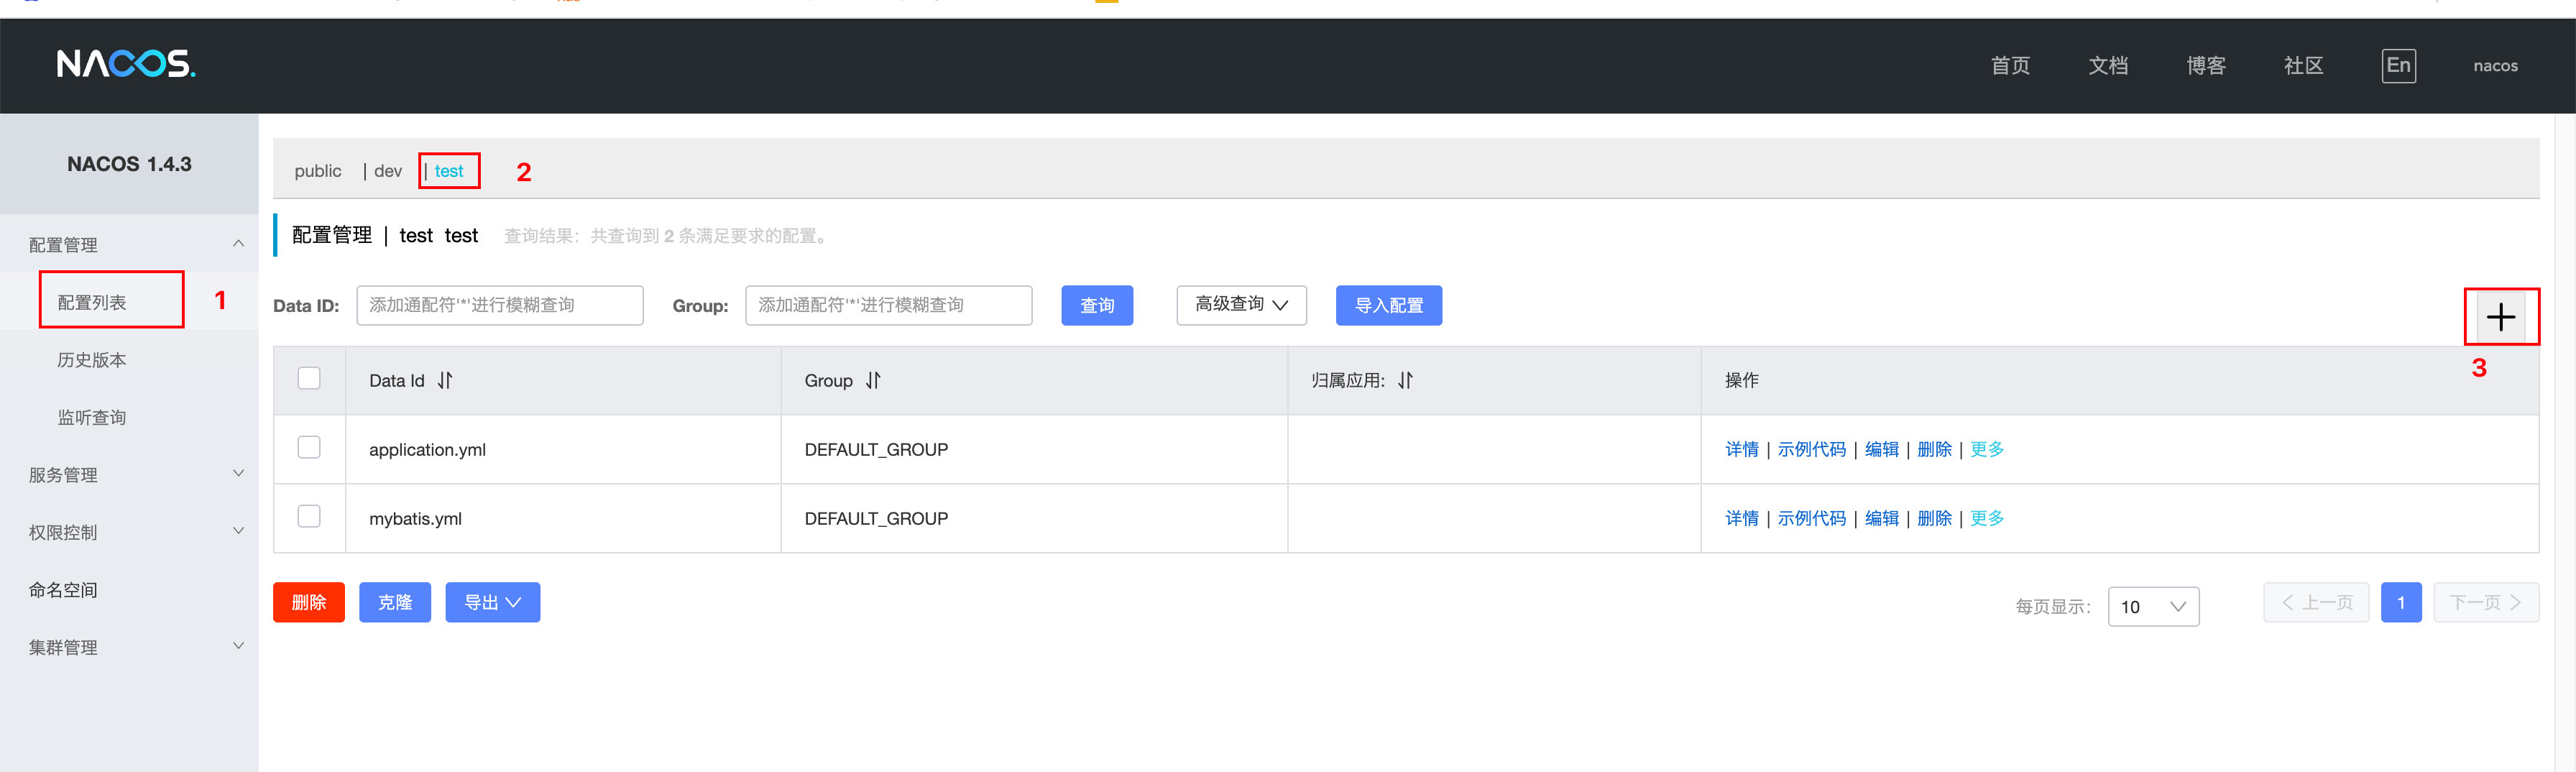 NACOS.
首页 文档 博客 社区 En nacos
NACOS 1.4.3
配置管理
配置列表 1
历史版本
监听查询
服务管理
权限控制
命名空间
集群管理
public | dev | test 2
配置管理 | test test 查询结果：共查询到 2 条满足要求的配置。
Data ID: 添加通配符'*'进行模糊查询 Group: 添加通配符'*'进行模糊查询 查询 高级查询 导入配置
3
Data Id Group 归属应用: 操作
application.yml DEFAULT_GROUP 详情 | 示例代码 | 编辑 | 删除 | 更多
mybatis.yml DEFAULT_GROUP 详情 | 示例代码 | 编辑 | 删除 | 更多
删除 克隆 导出 每页显示: 10 上一页 1 下一页